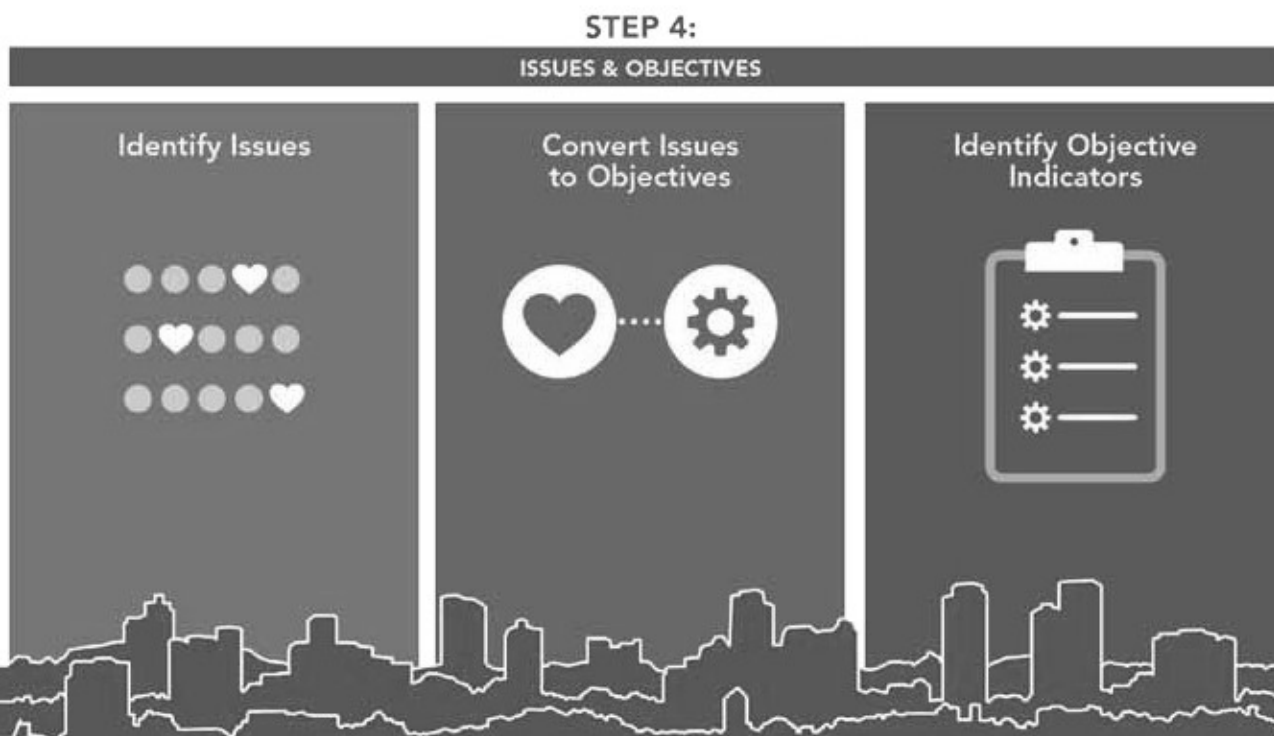 STEP 4:
ISSUES & OBJECTIVES
Identify Issues
Convert Issues
to Objectives
Identify Objective
Indicators